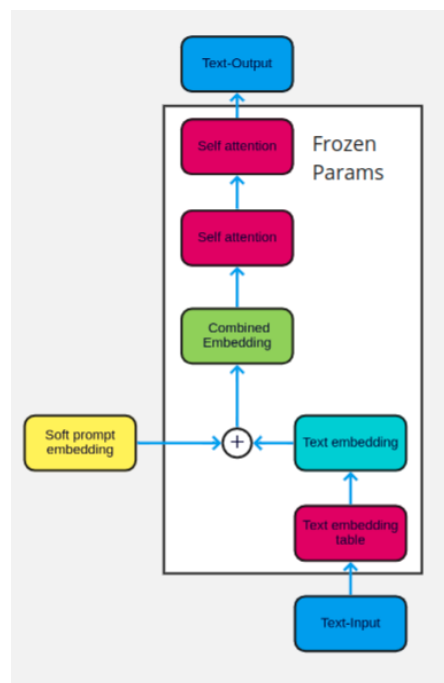 Text-Output
Self attention
Frozen
Params
Self attention
Combined
Embedding
Soft prompt
embedding
+
Text embedding
Text embedding
table
Text-Input